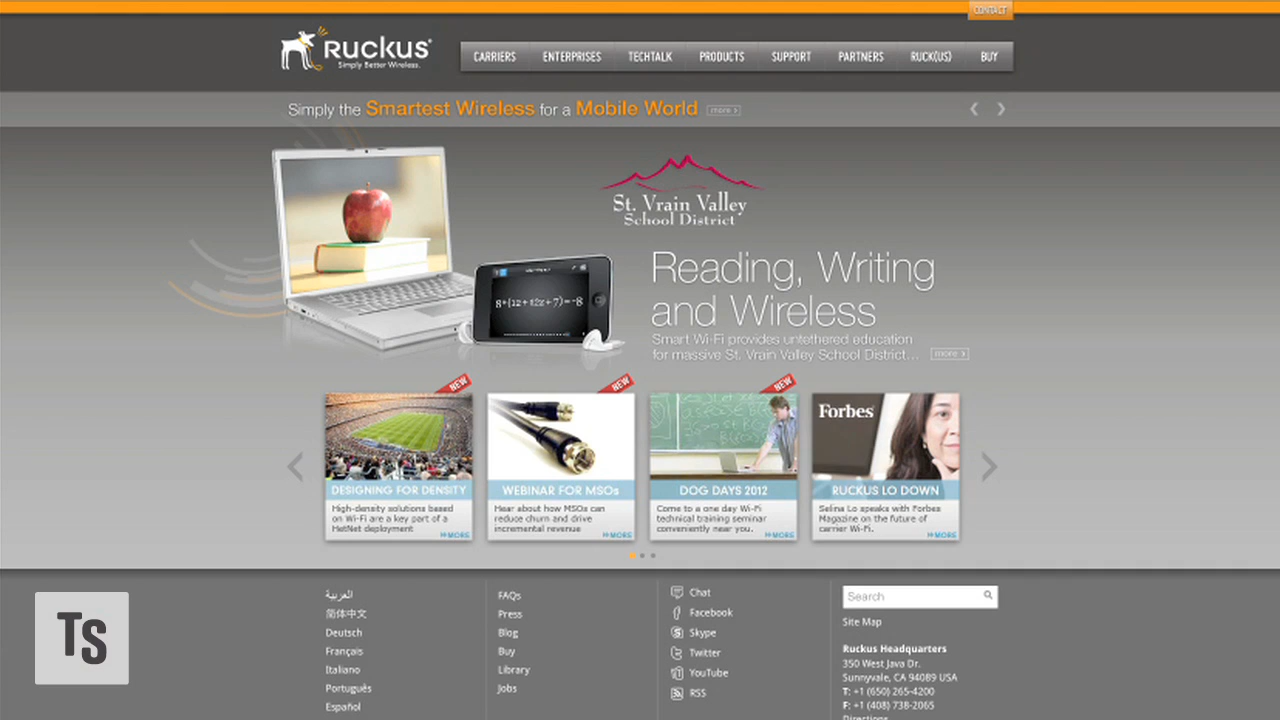 CONTACT
RUCKUS®
Simply Better Wireless.
CARRIERS ENTERPRISES TECHTALK PRODUCTS SUPPORT PARTNERS RUCK(US) BUY
Simply the Smartest Wireless for a Mobile World more
St. Vrain Valley
School District
8+(12+12x+7)=-8
Reading, Writing
and Wireless
Smart Wi-Fi provides untethered education
for massive St. Vrain Valley School District... more
NEW NEW NEW
Forbes
DESIGNING FOR DENSITY
High-density solutions based
on Wi-Fi are a key part of a
HetNet deployment
MORE
WEBINAR FOR MSOs
Hear about how MSOs can
reduce churn and drive
incremental revenue
MORE
DOG DAYS 2012
Come to a one day Wi-Fi
technical training seminar
conveniently near you.
MORE
RUCKUS LO DOWN
Selina Lo speaks with Forbes
Magazine on the future of
carrier Wi-Fi.
MORE
العربية
简体中文
Deutsch
Français
Italiano
Português
Español
FAQs
Press
Blog
Buy
Library
Jobs
Chat
Facebook
Skype
Twitter
YouTube
RSS
Search
Site Map
Ruckus Headquarters
350 West Java Dr.
Sunnyvale, CA 94089 USA
T: +1 (650) 265-4200
F: +1 (408) 738-2065
Directions
Ts